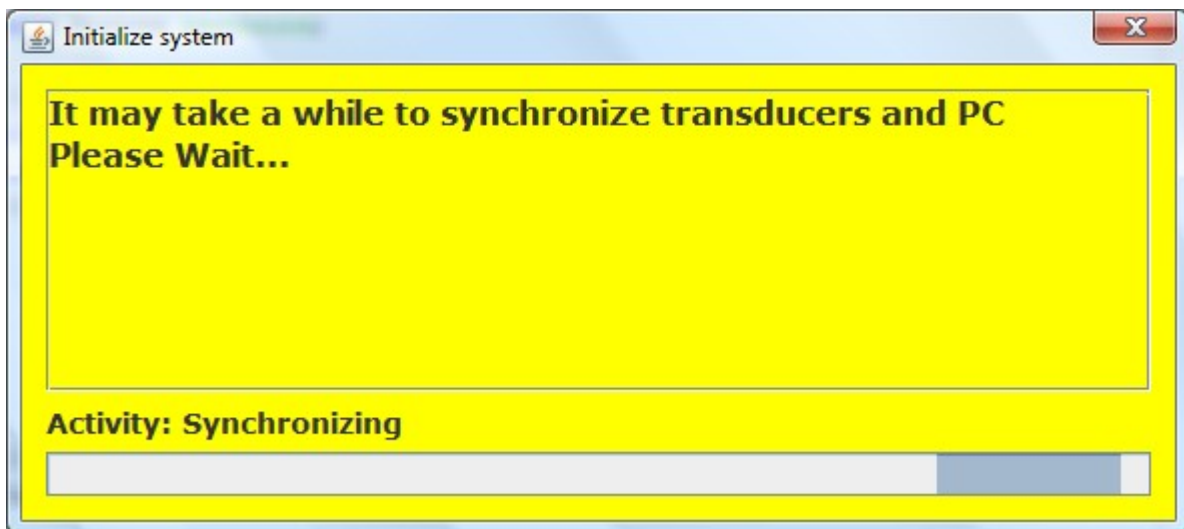 Initialize system
It may take a while to synchronize transducers and PC
Please Wait...
Activity: Synchronizing